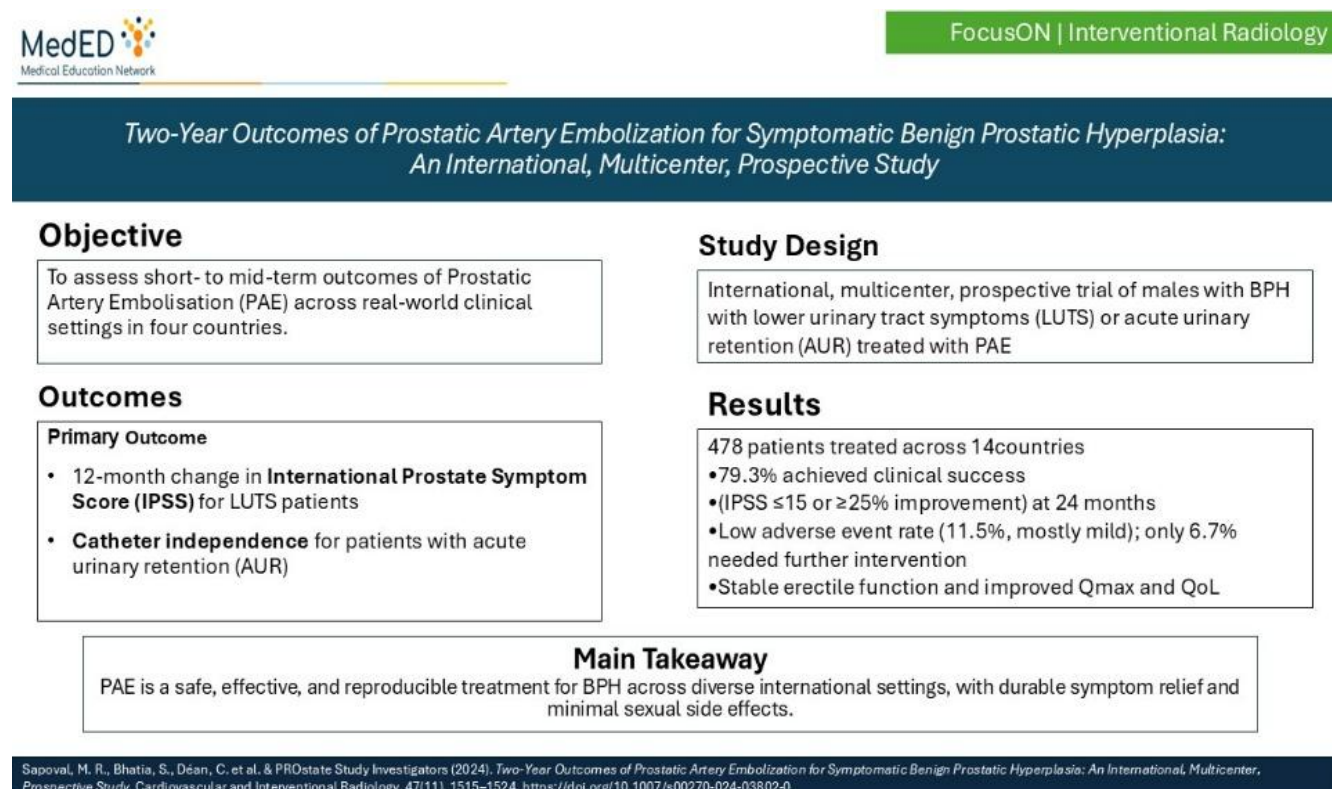 MedED
Medical Education Network
FocusON | Interventional Radiology
Two-Year Outcomes of Prostatic Artery Embolization for Symptomatic Benign Prostatic Hyperplasia:
An International, Multicenter, Prospective Study
Objective
To assess short- to mid-term outcomes of Prostatic
Artery Embolisation (PAE) across real-world clinical
settings in four countries.
Study Design
International, multicenter, prospective trial of males with BPH
with lower urinary tract symptoms (LUTS) or acute urinary
retention (AUR) treated with PAE
Outcomes
Primary Outcome
• 12-month change in International Prostate Symptom
Score (IPSS) for LUTS patients
• Catheter independence for patients with acute
urinary retention (AUR)
Results
478 patients treated across 14countries
•79.3% achieved clinical success
•(IPSS ≤15 or ≥25% improvement) at 24 months
•Low adverse event rate (11.5%, mostly mild); only 6.7%
needed further intervention
•Stable erectile function and improved Qmax and QoL
Main Takeaway
PAE is a safe, effective, and reproducible treatment for BPH across diverse international settings, with durable symptom relief and
minimal sexual side effects.
Sapoval, M. R., Bhatia, S., Déan, C. et al. & PROstate Study Investigators (2024). Two-Year Outcomes of Prostatic Artery Embolization for Symptomatic Benign Prostatic Hyperplasia: An International, Multicenter,
Prospective Study. Cardiovascular and Interventional Radiology, 47(11), 1515–1524. https://doi.org/10.1007/s00270-024-03802-0